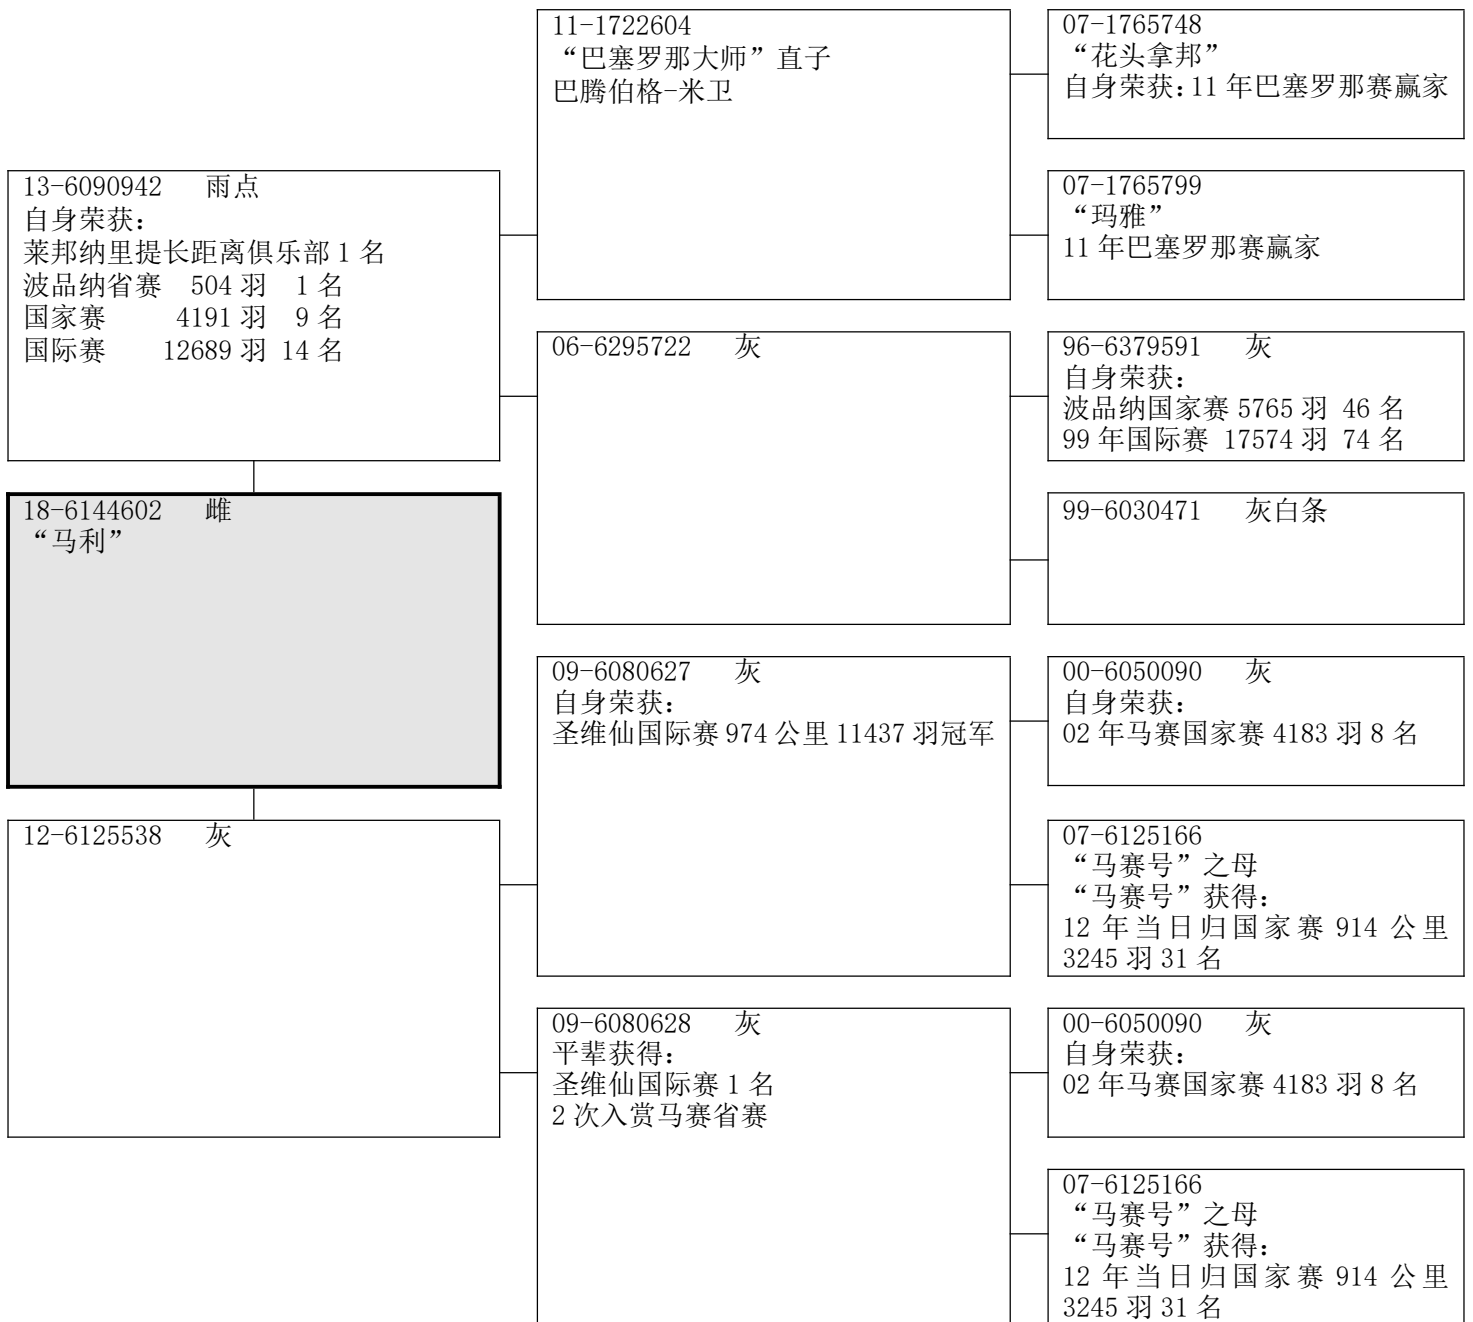 13-6090942 雨点
自身荣获：
莱邦纳里提长距离俱乐部 1 名
波品纳省赛 504 羽 1 名
国家赛 4191 羽 9 名
国际赛 12689 羽 14 名
18-6144602 雌
“马利”
12-6125538 灰
11-1722604
“巴塞罗那大师”直子
巴腾伯格-米卫
06-6295722 灰
09-6080627 灰
自身荣获：
圣维仙国际赛 974 公里 11437 羽冠军
09-6080628 灰
平辈获得：
圣维仙国际赛 1 名
2 次入赏马赛省赛
07-1765748
“花头拿邦”
自身荣获：11 年巴塞罗那赛赢家
07-1765799
“玛雅”
11 年巴塞罗那赛赢家
96-6379591 灰
自身荣获：
波品纳国家赛 5765 羽 46 名
99 年国际赛 17574 羽 74 名
99-6030471 灰白条
00-6050090 灰
自身荣获：
02 年马赛国家赛 4183 羽 8 名
07-6125166
“马赛号”之母
“马赛号”获得：
12 年当日归国家赛 914 公里
3245 羽 31 名
00-6050090 灰
自身荣获：
02 年马赛国家赛 4183 羽 8 名
07-6125166
“马赛号”之母
“马赛号”获得：
12 年当日归国家赛 914 公里
3245 羽 31 名